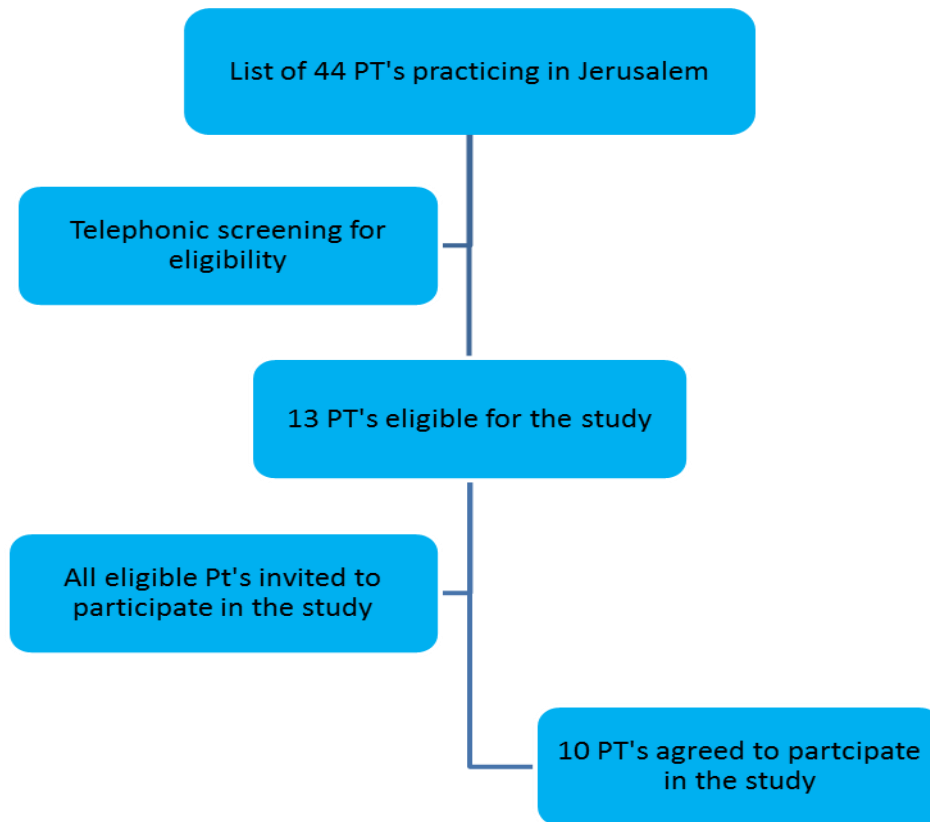 List of 44 PT's practicing in Jerusalem
Telephonic screening for
eligibility
13 PT's eligible for the study
All eligible Pt's invited to
participate in the study
10 PT's agreed to partcipate
in the study